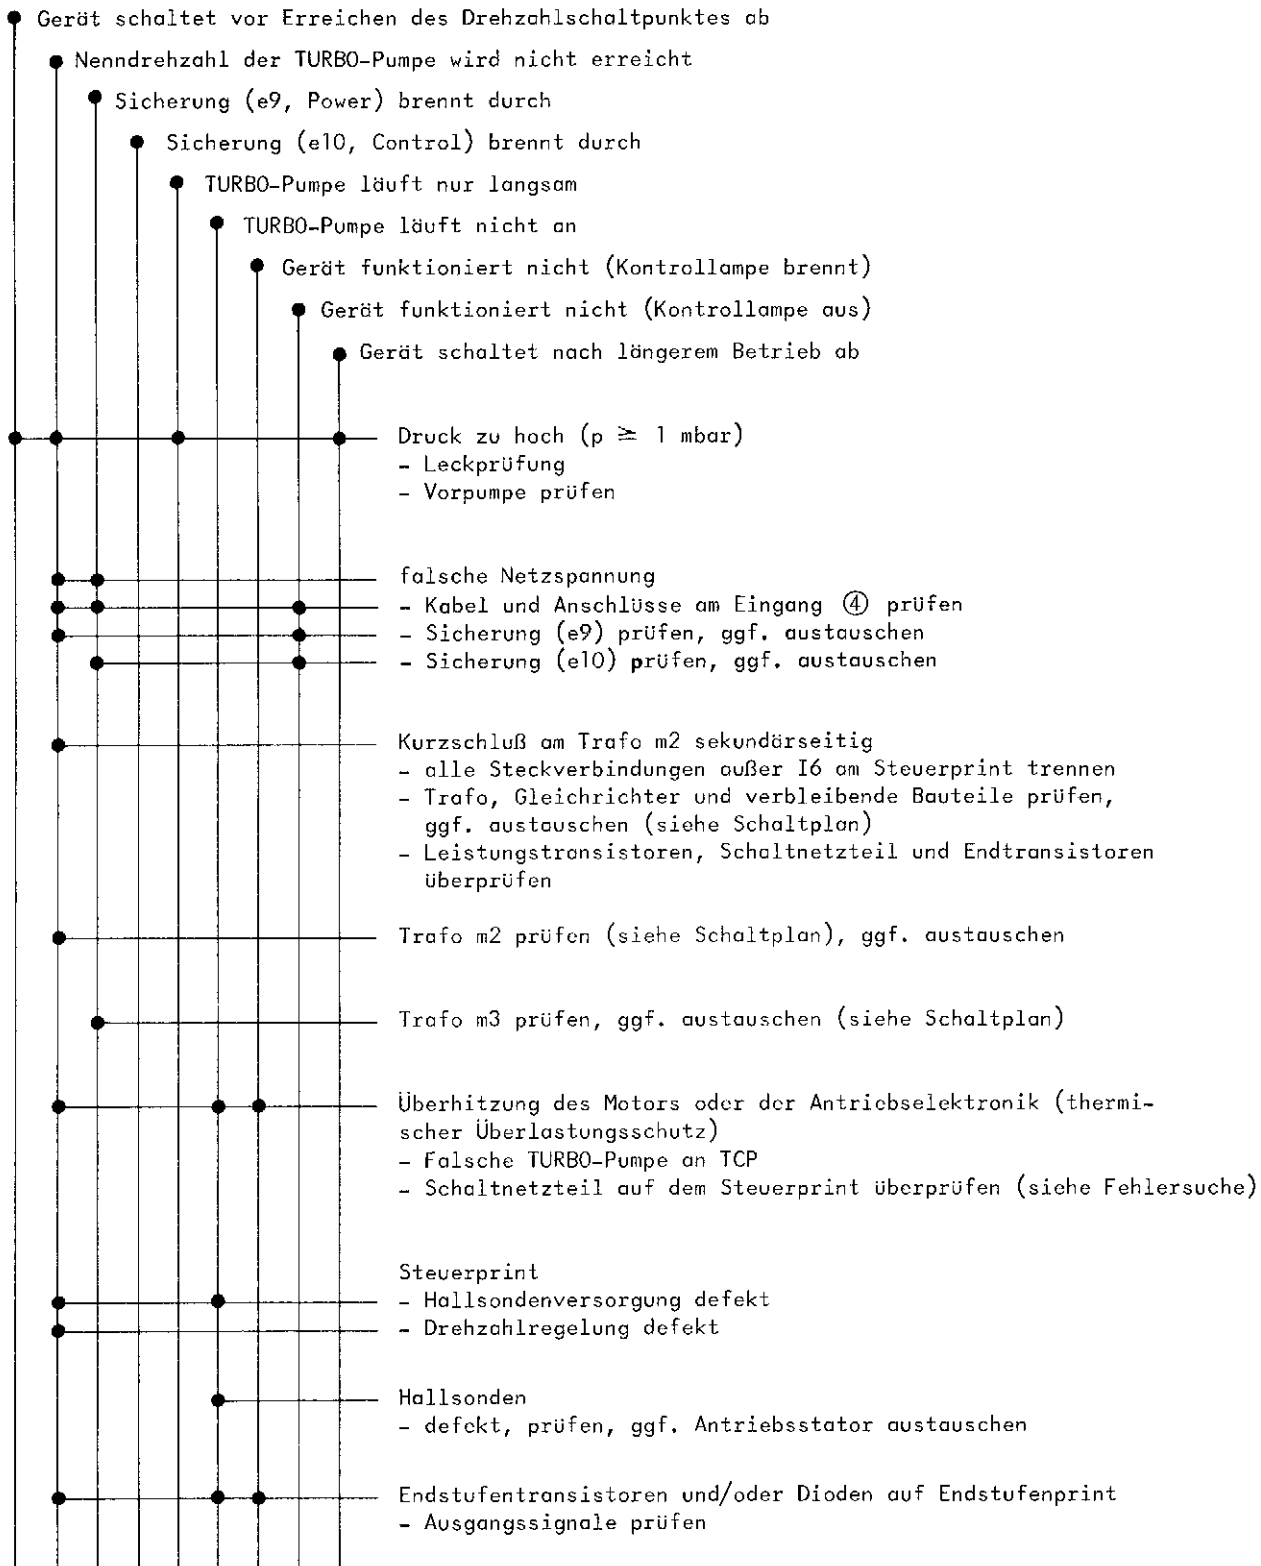 Gerät schaltet vor Erreichen des Drehzahlschaltpunktes ab
Nenndrehzahl der TURBO-Pumpe wird nicht erreicht
Sicherung (e9, Power) brennt durch
Sicherung (e10, Control) brennt durch
TURBO-Pumpe läuft nur langsam
TURBO-Pumpe läuft nicht an
Gerät funktioniert nicht (Kontrollampe brennt)
Gerät funktioniert nicht (Kontrollampe aus)
Gerät schaltet nach längerem Betrieb ab
Druck zu hoch (p ≧ 1 mbar)
- Leckprüfung
- Vorpumpe prüfen
falsche Netzspannung
- Kabel und Anschlüsse am Eingang ④ prüfen
- Sicherung (e9) prüfen, ggf. austauschen
- Sicherung (e10) prüfen, ggf. austauschen
Kurzschluß am Trafo m2 sekundärseitig
- alle Steckverbindungen außer I6 am Steuerprint trennen
- Trafo, Gleichrichter und verbleibende Bauteile prüfen,
ggf. austauschen (siehe Schaltplan)
- Leistungstransistoren, Schaltnetzteil und Endtransistoren
überprüfen
Trafo m2 prüfen (siehe Schaltplan), ggf. austauschen
Trafo m3 prüfen, ggf. austauschen (siehe Schaltplan)
Überhitzung des Motors oder der Antriebselektronik (thermi-
scher Überlastungsschutz)
- Falsche TURBO-Pumpe an TCP
- Schaltnetzteil auf dem Steuerprint überprüfen (siehe Fehlersuche)
Steuerprint
- Hallsondenversorgung defekt
- Drehzahlregelung defekt
Hallsonden
- defekt, prüfen, ggf. Antriebsstator austauschen
Endstufentransistoren und/oder Dioden auf Endstufenprint
- Ausgangssignale prüfen